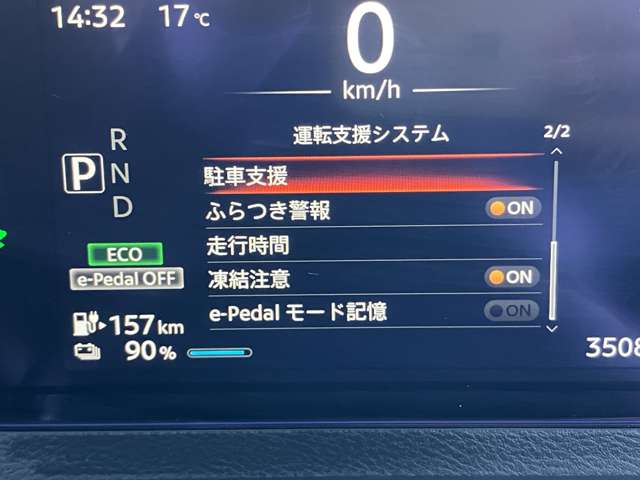 14:32 17℃
0
km/h
運転支援システム 2/2
R
N
D
P
駐車支援
ふらつき警報 ON
走行時間
凍結注意 ON
e-Pedal モード記憶 ON
ECO
e-Pedal OFF
157km
90%